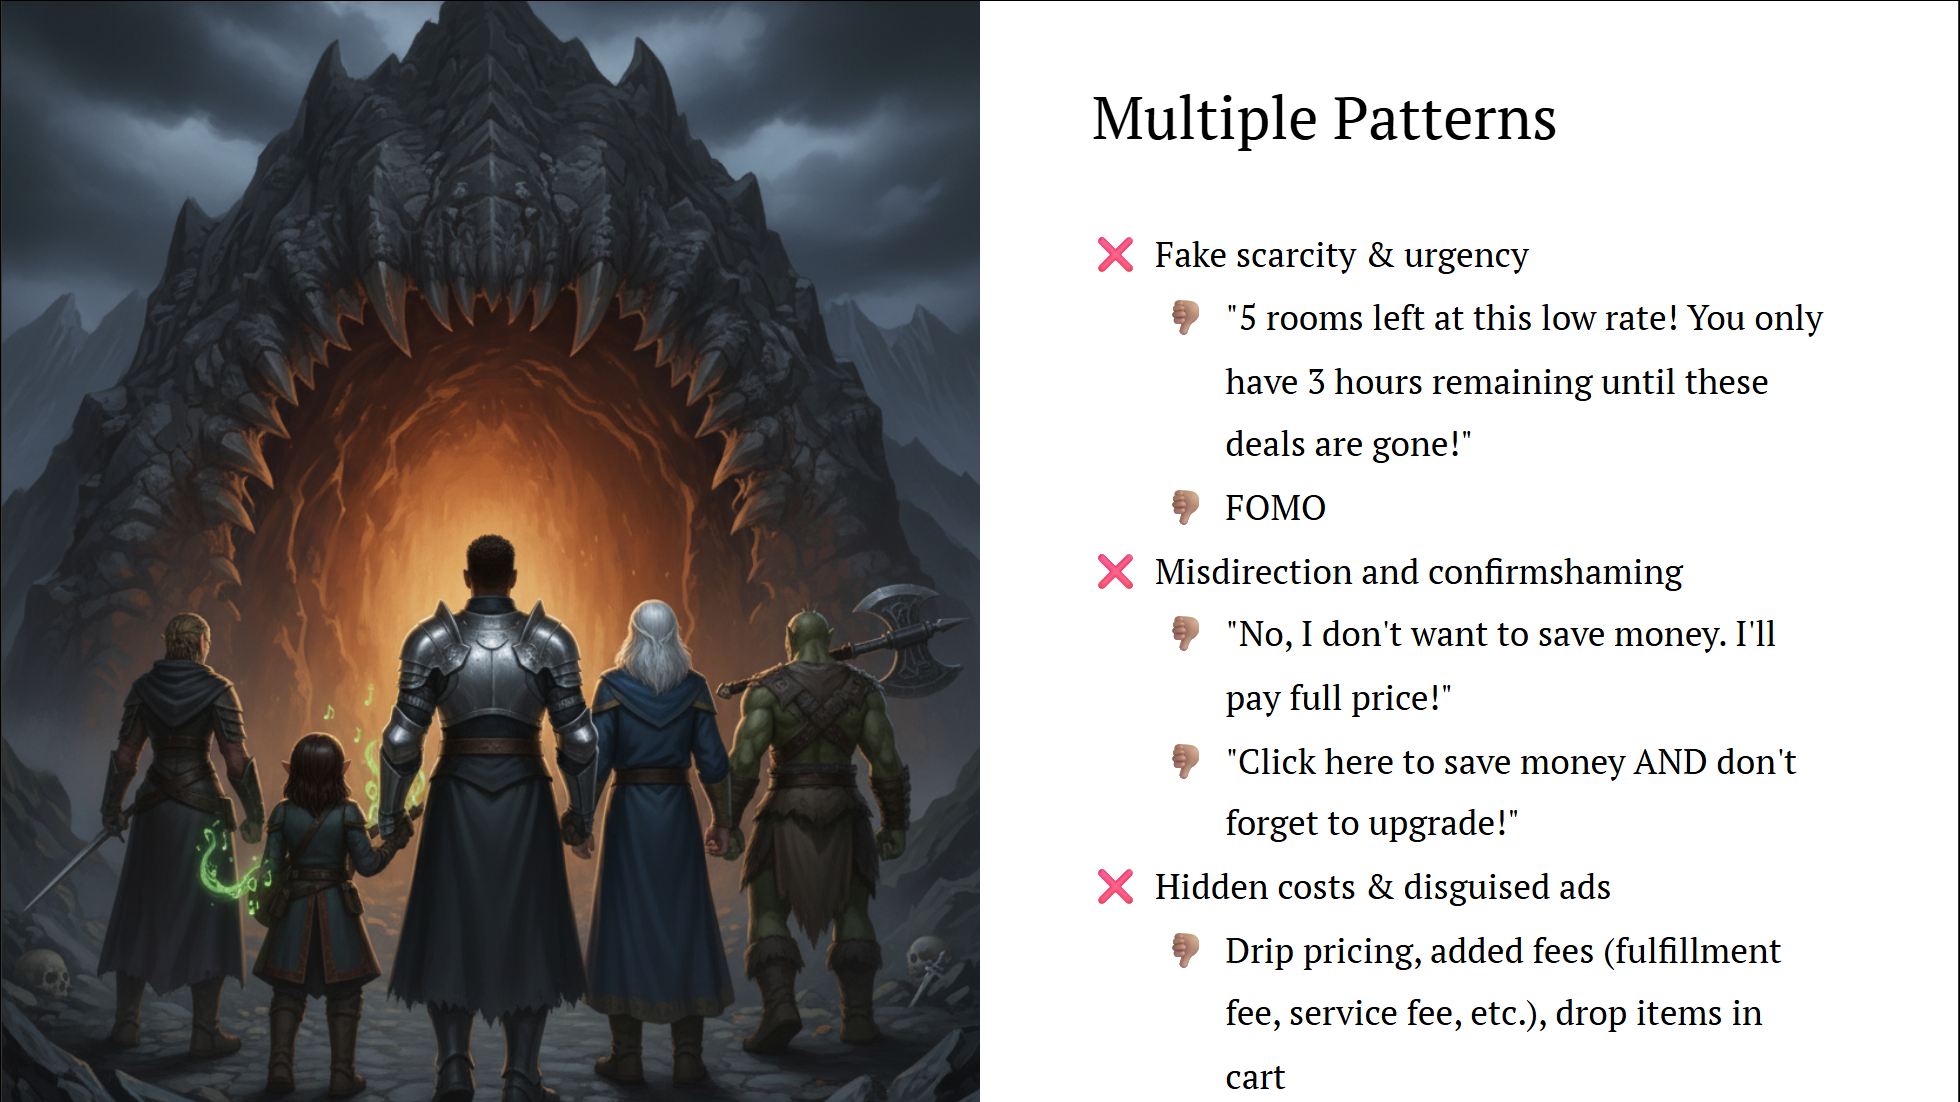 Multiple Patterns
❌ Fake scarcity & urgency
👎🏽 "5 rooms left at this low rate! You only
have 3 hours remaining until these
deals are gone!"
👎🏽 FOMO
❌ Misdirection and confirmshaming
👎🏽 "No, I don't want to save money. I'll
pay full price!"
👎🏽 "Click here to save money AND don't
forget to upgrade!"
❌ Hidden costs & disguised ads
👎🏽 Drip pricing, added fees (fulfillment
fee, service fee, etc.), drop items in
cart